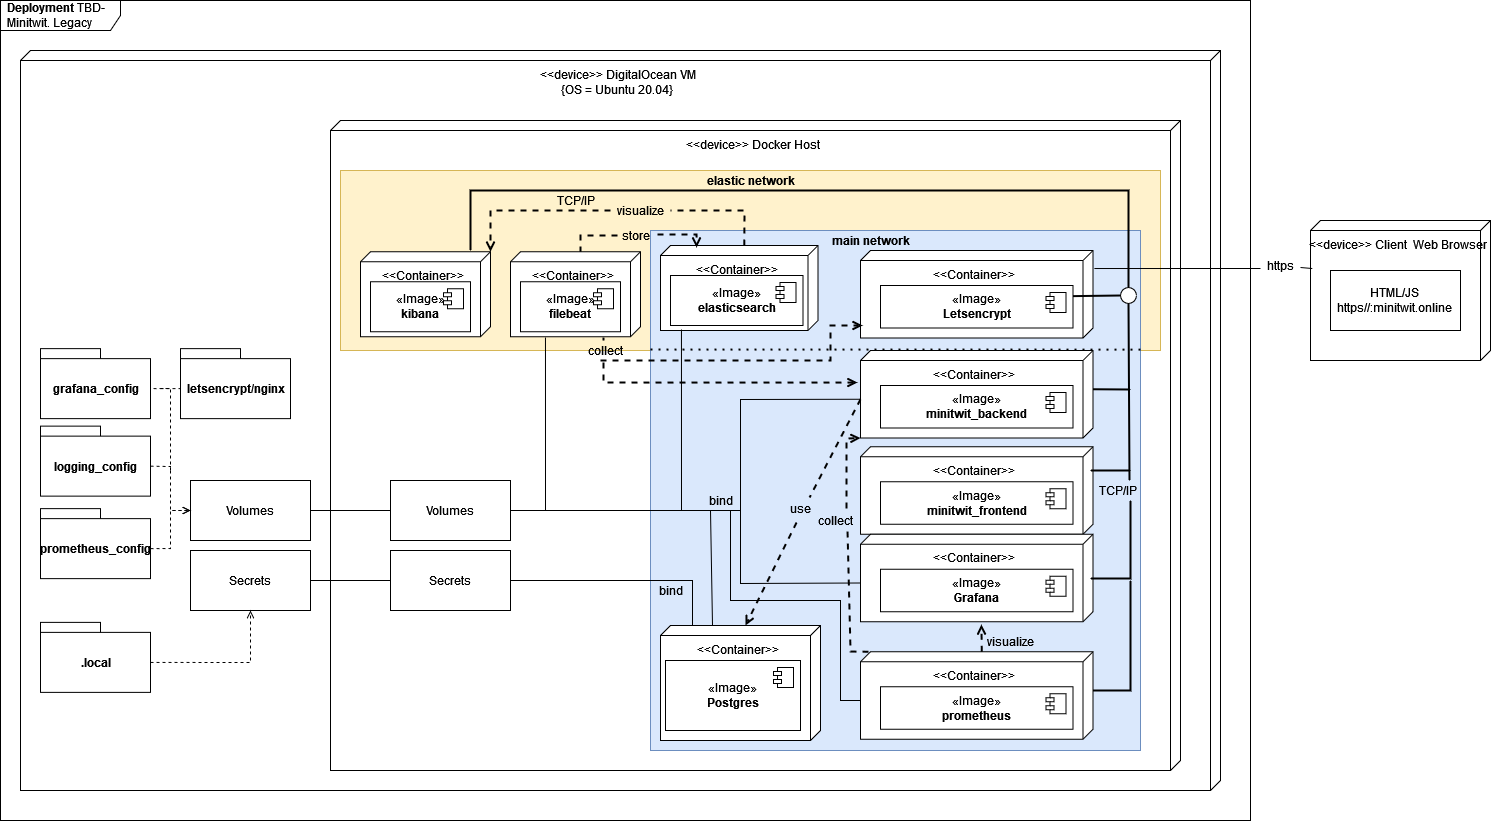 Deployment TBD-
Minitwit. Legacy
<<device>> DigitalOcean VM
{OS = Ubuntu 20.04}
<<device>> Docker Host
elastic network
TCP/IP
visualize
store
main network
<<Container>>
«Image»
kibana
<<Container>>
«Image»
filebeat
<<Container>>
«Image»
elasticsearch
<<Container>>
«Image»
Letsencrypt
https
<<device>> Client  Web Browser
HTML/JS
https//:minitwit.online
collect
<<Container>>
«Image»
minitwit_backend
grafana_config
letsencrypt/nginx
logging_config
<<Container>>
«Image»
minitwit_frontend
TCP/IP
Volumes
Volumes
bind
use
collect
prometheus_config
Secrets
Secrets
bind
<<Container>>
«Image»
Grafana
visualize
.local
<<Container>>
«Image»
Postgres
<<Container>>
«Image»
prometheus